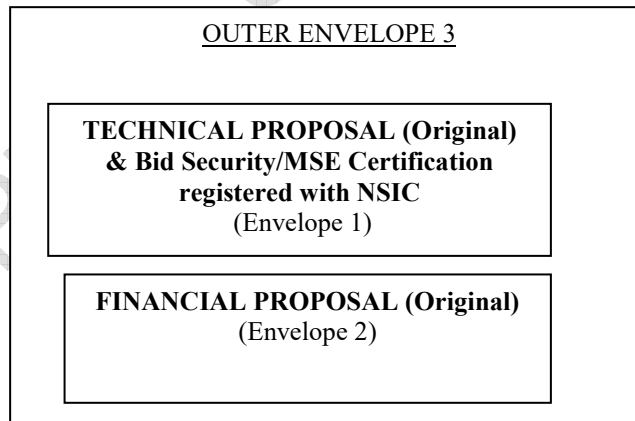 OUTER ENVELOPE 3
TECHNICAL PROPOSAL (Original)
& Bid Security/MSE Certification
registered with NSIC
(Envelope 1)
FINANCIAL PROPOSAL (Original)
(Envelope 2)